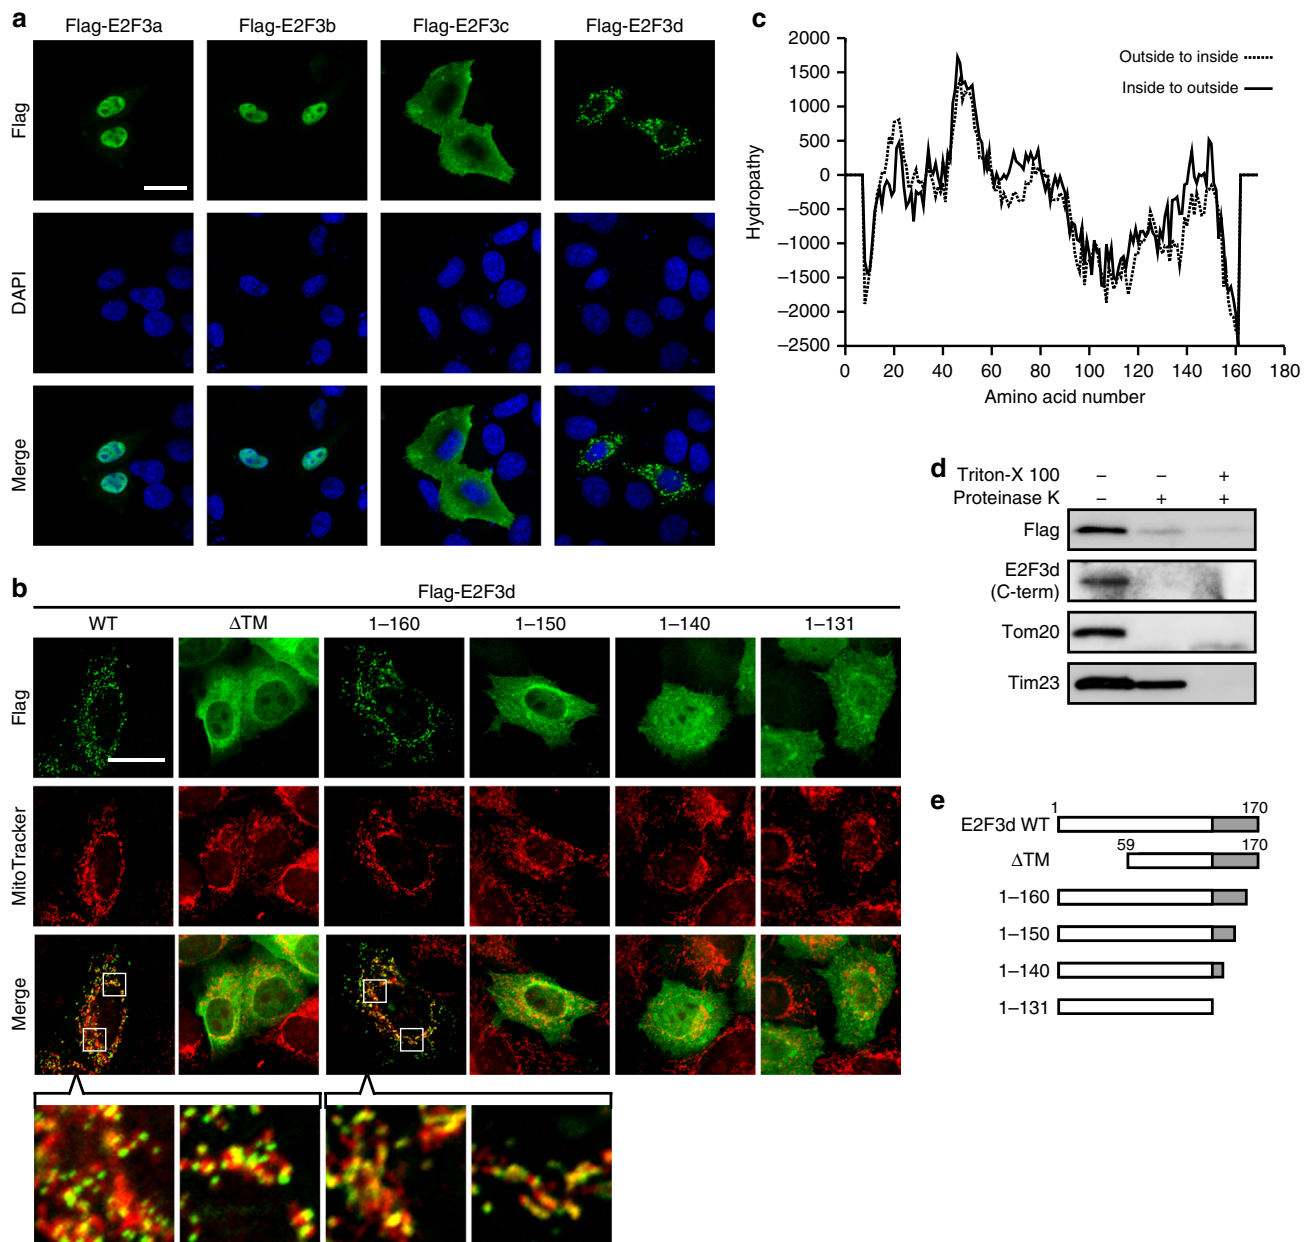 a
Flag-E2F3a Flag-E2F3b Flag-E2F3c Flag-E2F3d
Flag
DAPI
Merge
b
Flag-E2F3d
WT ΔTM 1–160 1–150 1–140 1–131
Flag
MitoTracker
Merge
c
2000
1500
1000
500
0
–500
–1000
–1500
–2000
–2500
Hydropathy
Outside to inside
Inside to outside
0 20 40 60 80 100 120 140 160 180
Amino acid number
d
Triton-X 100 – – +
Proteinase K – + +
Flag
E2F3d
(C-term)
Tom20
Tim23
e
1 170
E2F3d WT
59 170
ΔTM
1–160
1–150
1–140
1–131